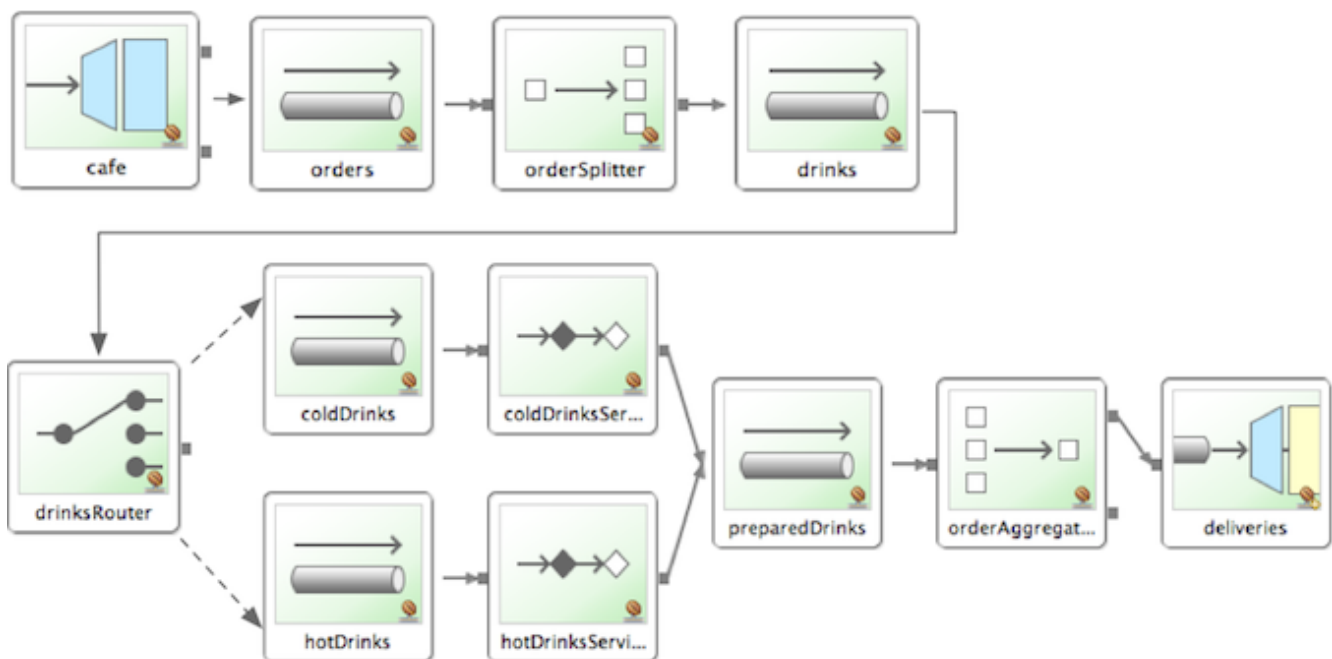 cafe
orders
orderSplitter
drinks
coldDrinks
coldDrinksSer...
drinksRouter
preparedDrinks
orderAggregat...
deliveries
hotDrinks
hotDrinksServi...